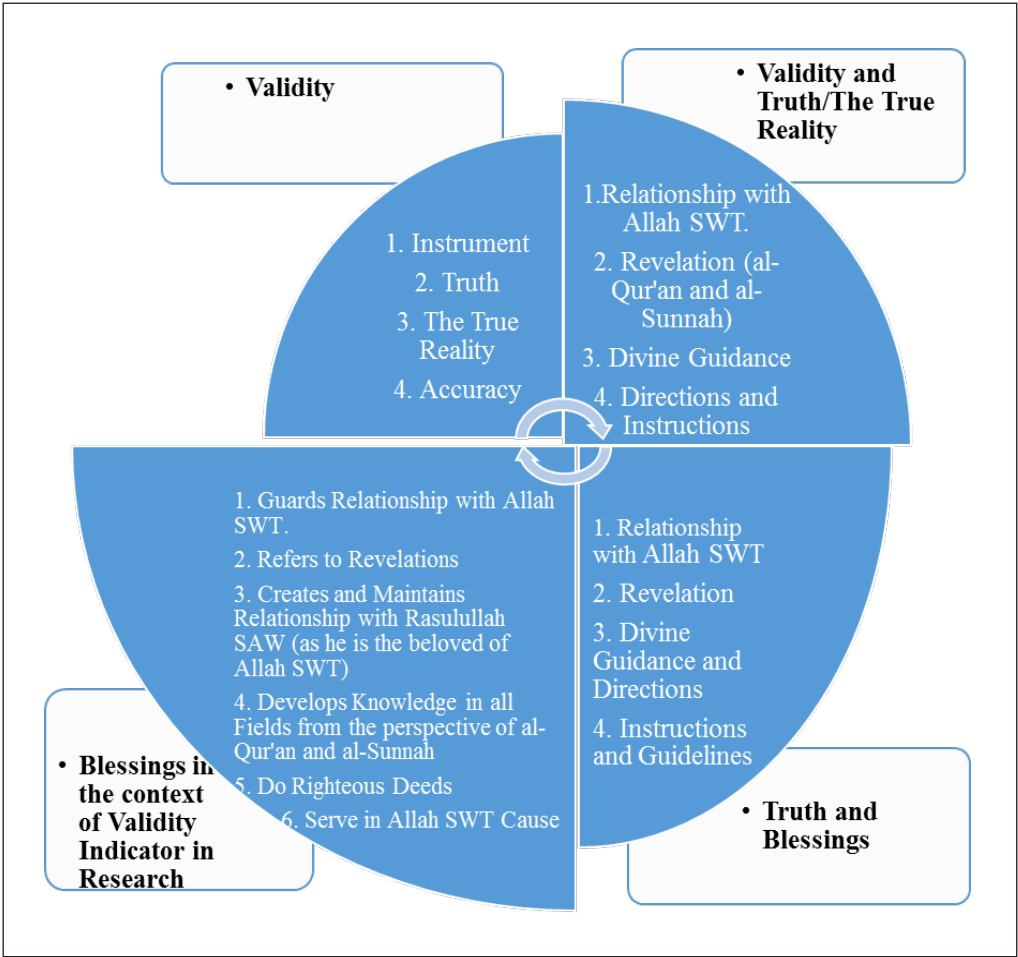 • Validity
• Validity and
Truth/The True
Reality
1. Instrument
2. Truth
3. The True
Reality
4. Accuracy
1.Relationship with
Allah SWT.
2. Revelation (al-
Qur'an and al-
Sunnah)
3. Divine Guidance
4. Directions and
Instructions
1. Guards Relationship with Allah
SWT.
2. Refers to Revelations
3. Creates and Maintains
Relationship with Rasulullah
SAW (as he is the beloved of
Allah SWT)
4. Develops Knowledge in all
Fields from the perspective of al-
Qur'an and al-Sunnah
5. Do Righteous Deeds
6. Serve in Allah SWT Cause
1. Relationship
with Allah SWT
2. Revelation
3. Divine
Guidance and
Directions
4. Instructions
and Guidelines
• Blessings in
the context
of Validity
Indicator in
Research
• Truth and
Blessings